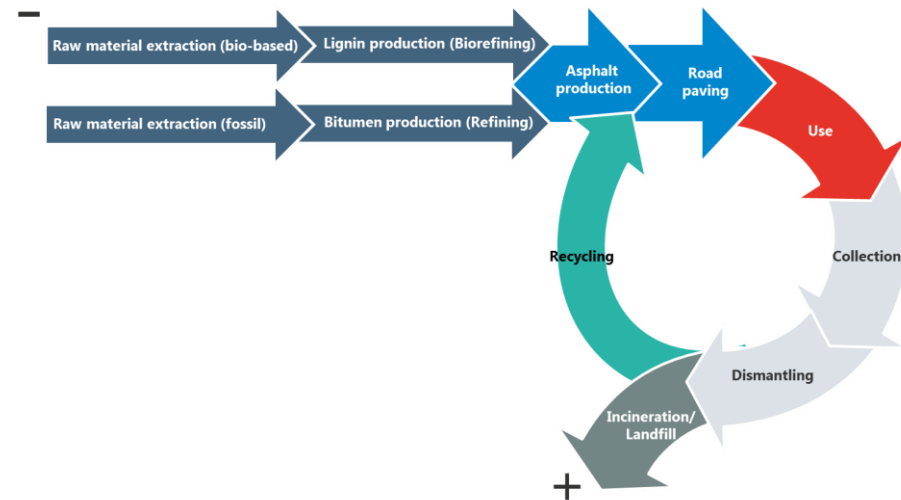 −
Raw material extraction (bio-based)
Lignin production (Biorefining)
Asphalt
production
Road
paving
Raw material extraction (fossil)
Bitumen production (Refining)
Use
Recycling
Collection
Dismantling
Incineration/
Landfill
+